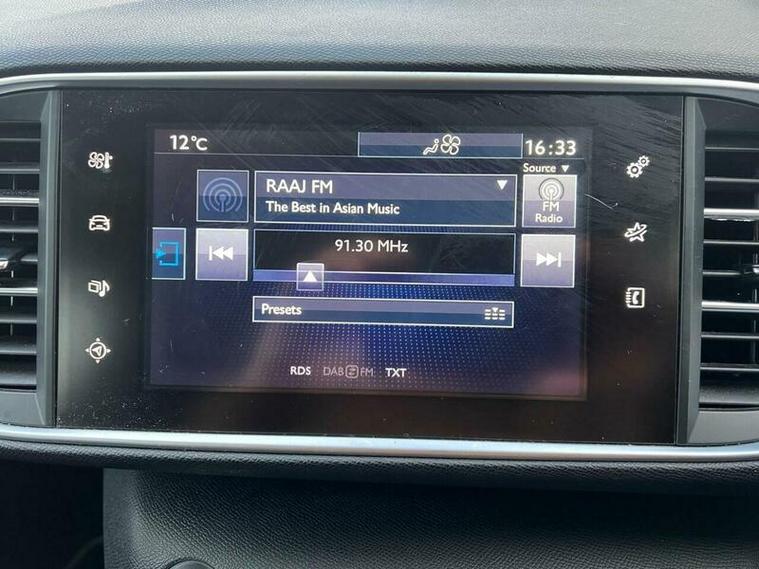 12°C
16:33
Source ▼
RAAJ FM
The Best in Asian Music
FM
Radio
91.30 MHz
Presets
RDS DAB FM TXT